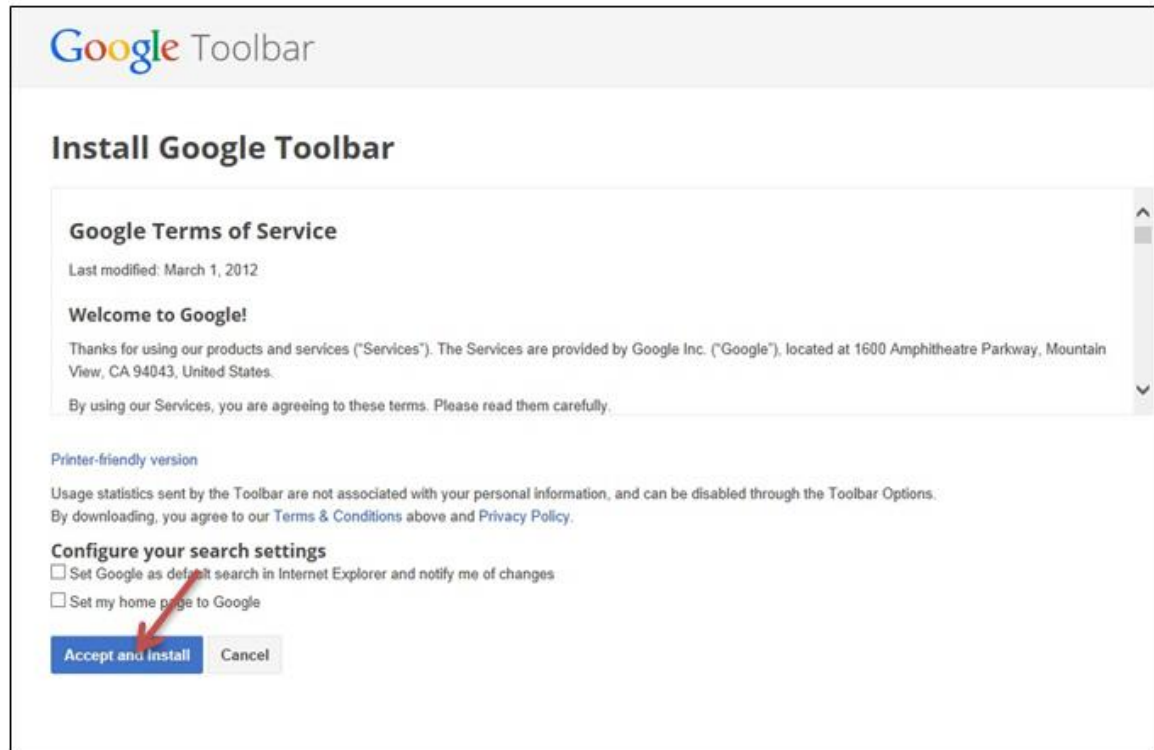 Google Toolbar
Install Google Toolbar
Google Terms of Service
Last modified: March 1, 2012
Welcome to Google!
Thanks for using our products and services ("Services"). The Services are provided by Google Inc. ("Google"), located at 1600 Amphitheatre Parkway, Mountain
View, CA 94043, United States.
By using our Services, you are agreeing to these terms. Please read them carefully.
Printer-friendly version
Usage statistics sent by the Toolbar are not associated with your personal information, and can be disabled through the Toolbar Options.
By downloading, you agree to our Terms & Conditions above and Privacy Policy.
Configure your search settings
Set Google as default search in Internet Explorer and notify me of changes
Set my home page to Google
Accept and Install Cancel